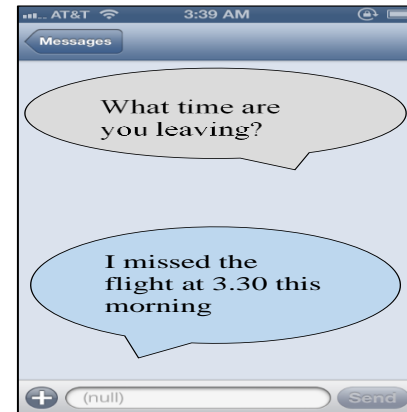 AT&T 3:39 AM
Messages
What time are
you leaving?
I missed the
flight at 3.30 this
morning
(null)
Send